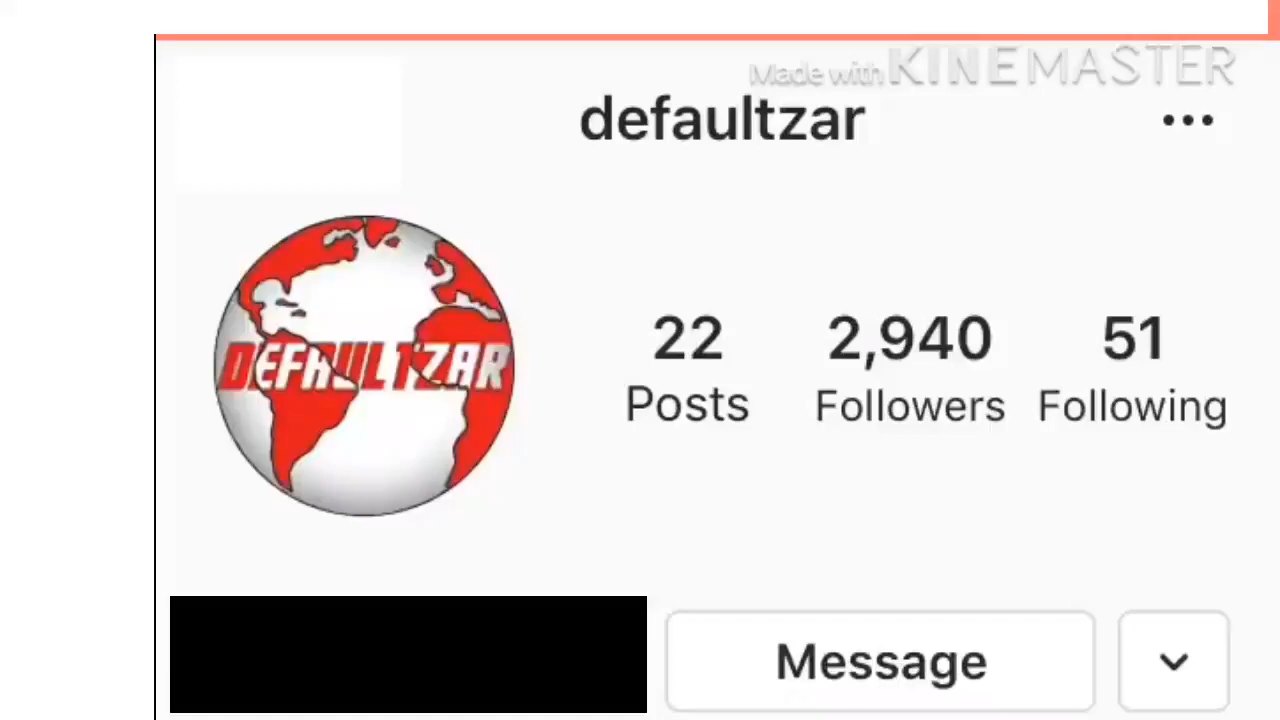 Made with KINEMASTER
defaultzar
DEFAULTZAR
22 2,940 51
Posts Followers Following
Message